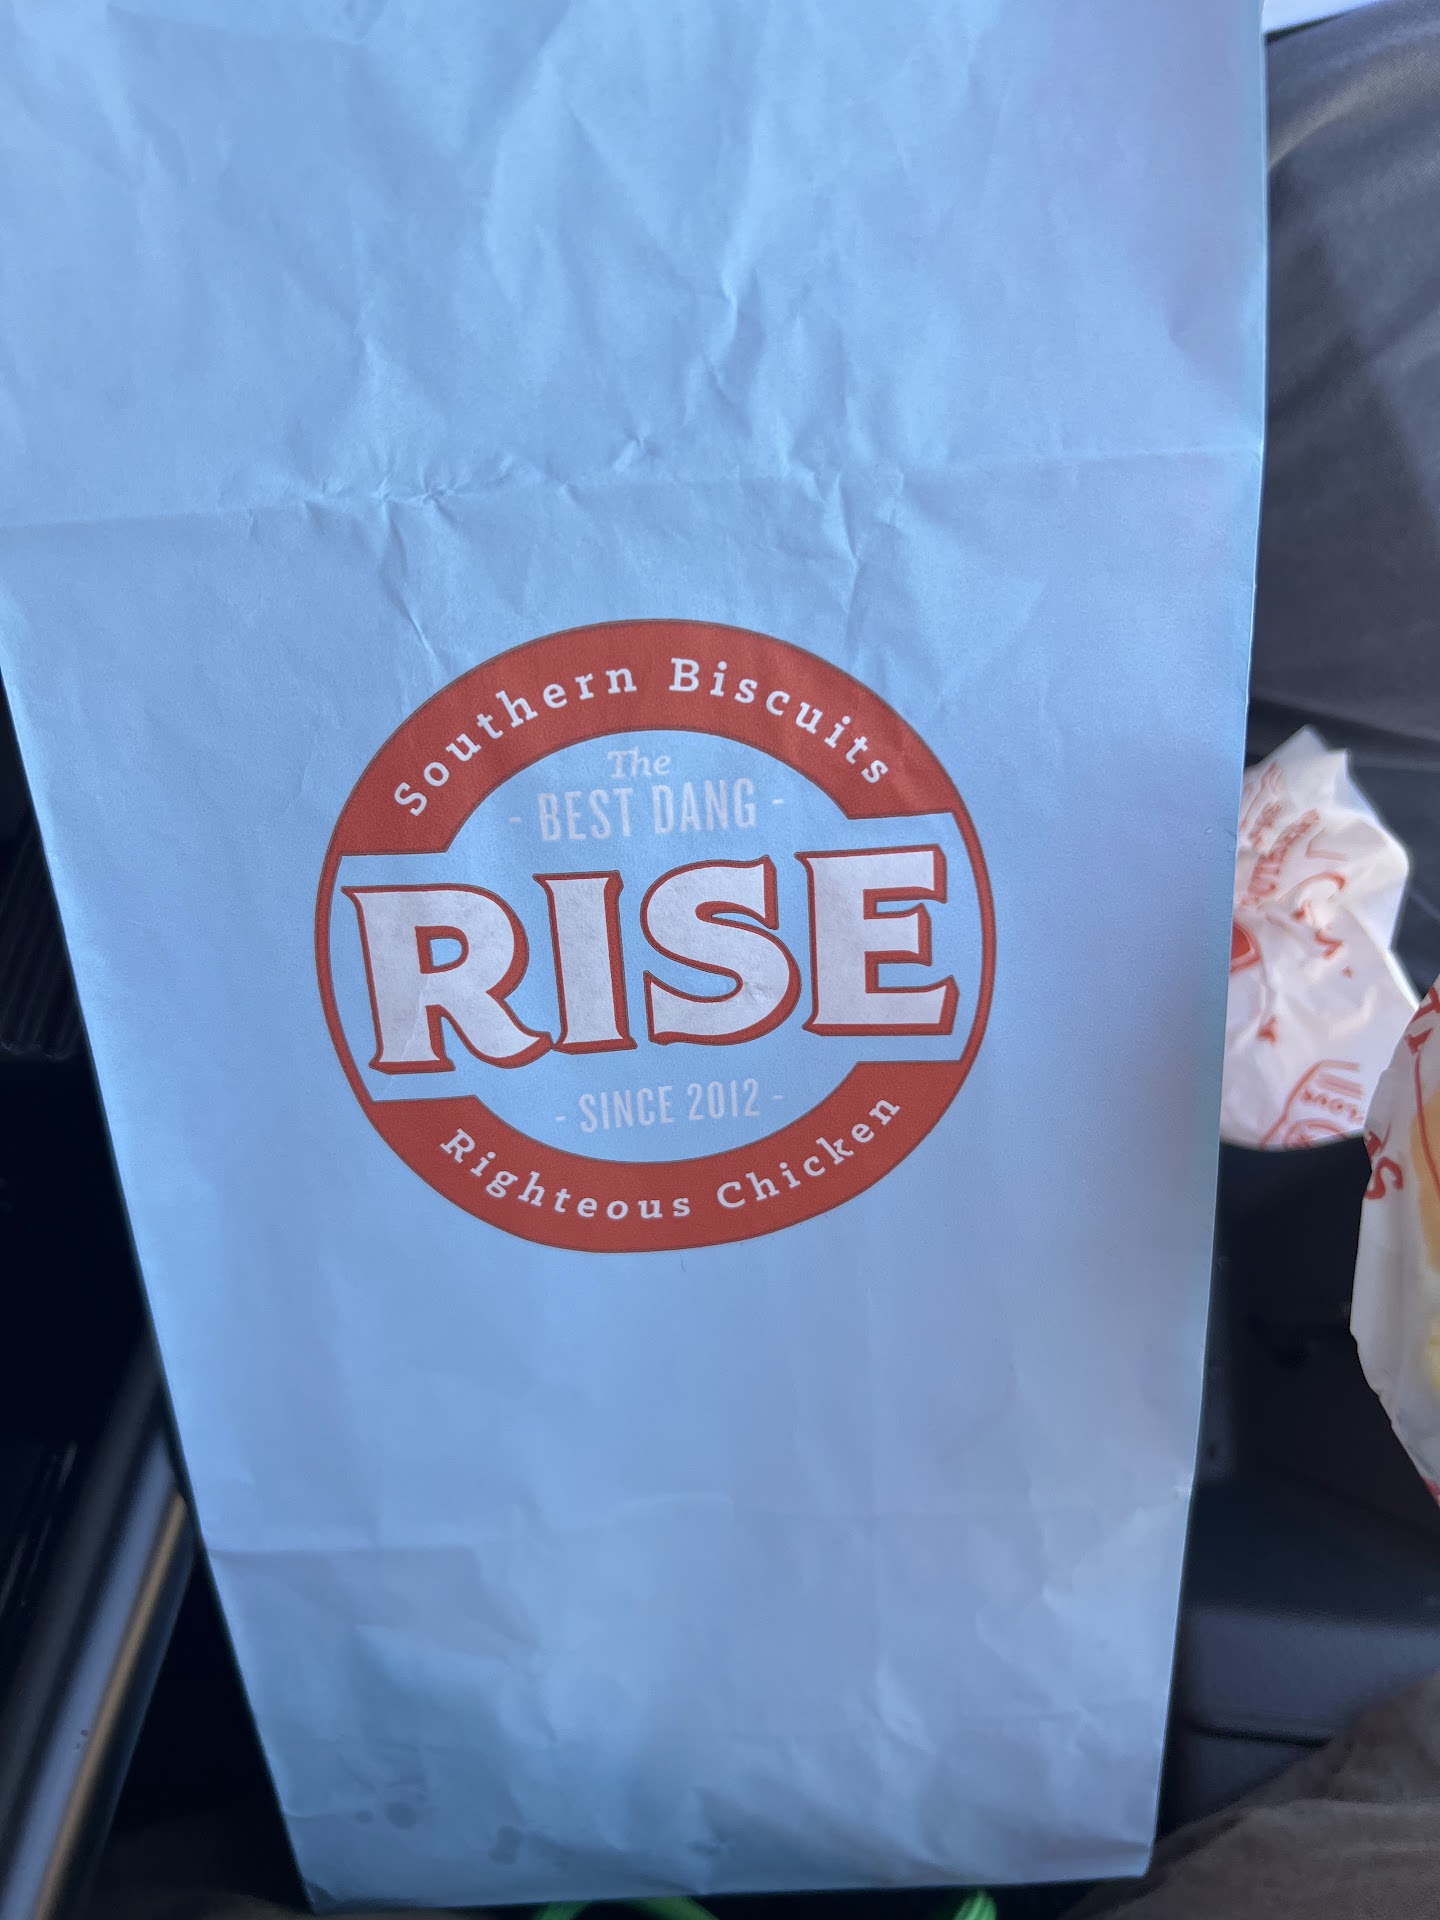 Southern Biscuits
The
- BEST DANG -
RISE
- SINCE 2012 -
Righteous Chicken